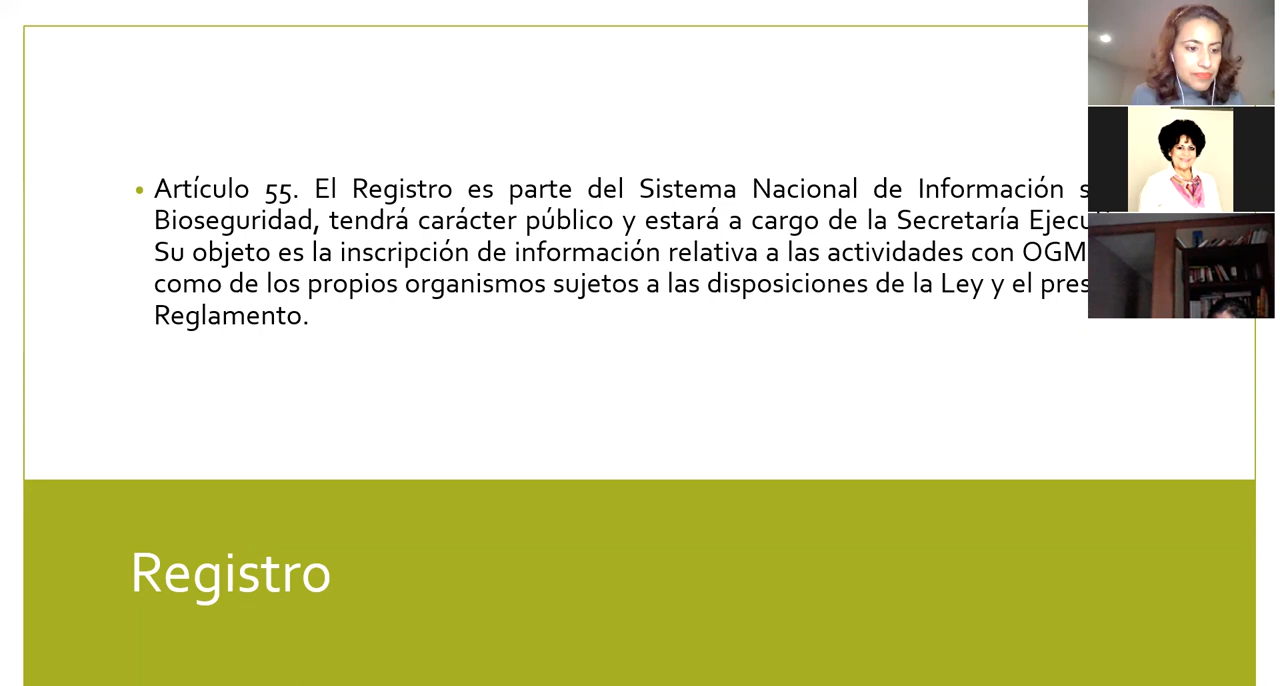 Artículo 55. El Registro es parte del Sistema Nacional de Información
Bioseguridad, tendrá carácter público y estará a cargo de la Secretaría
Su objeto es la inscripción de información relativa a las actividades con OGM
como de los propios organismos sujetos a las disposiciones de la Ley y el
Reglamento.
Registro